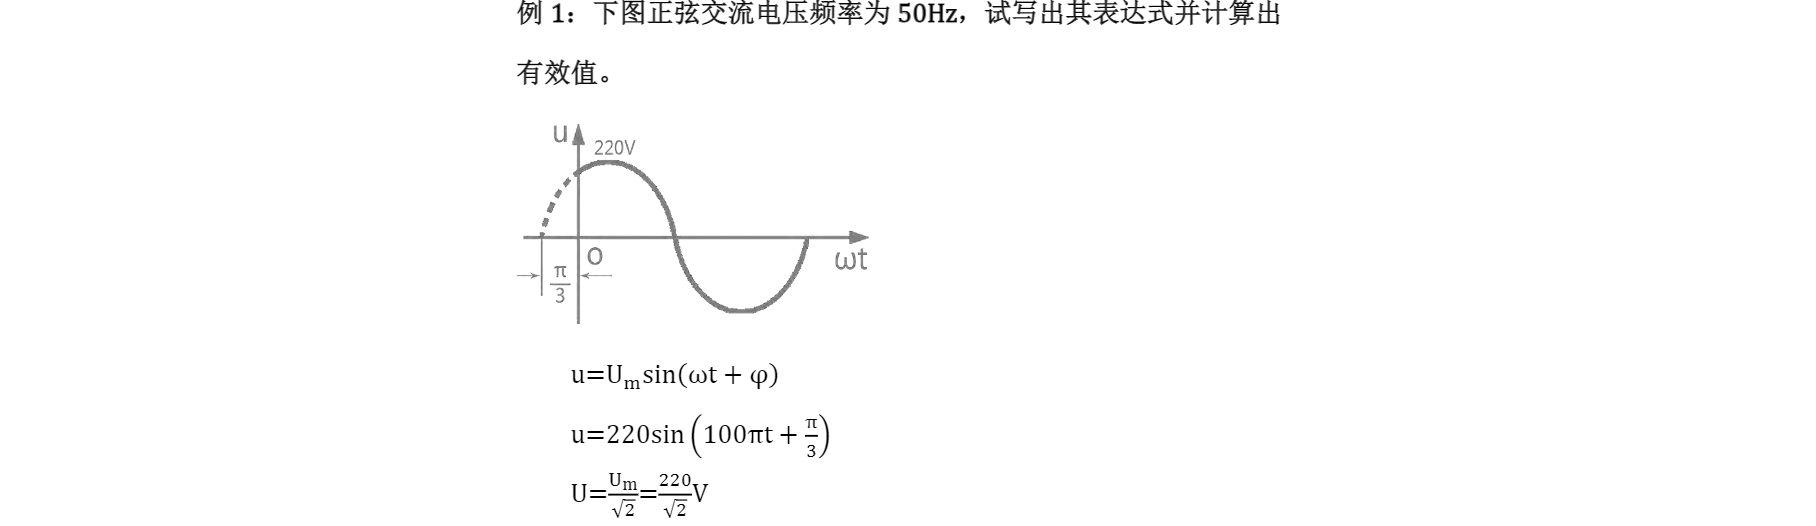 例 1：下图正弦交流电压频率为 50Hz，试写出其表达式并计算出
有效值。
u
220V
O
ωt
π/3
u=Uₘsin(ωt + φ)
u=220sin(100πt + π/3)
U=Uₘ/√2=220/√2V